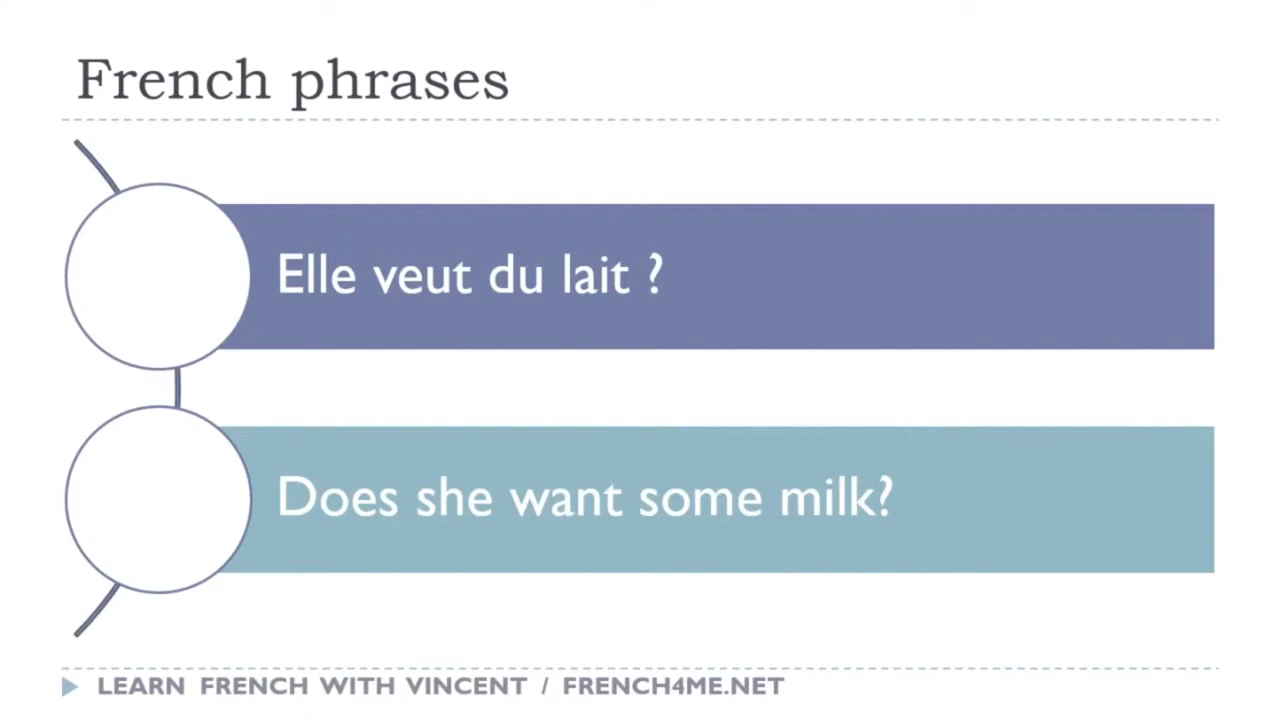 French phrases
Elle veut du lait ?
Does she want some milk?
LEARN FRENCH WITH VINCENT / FRENCH4ME.NET